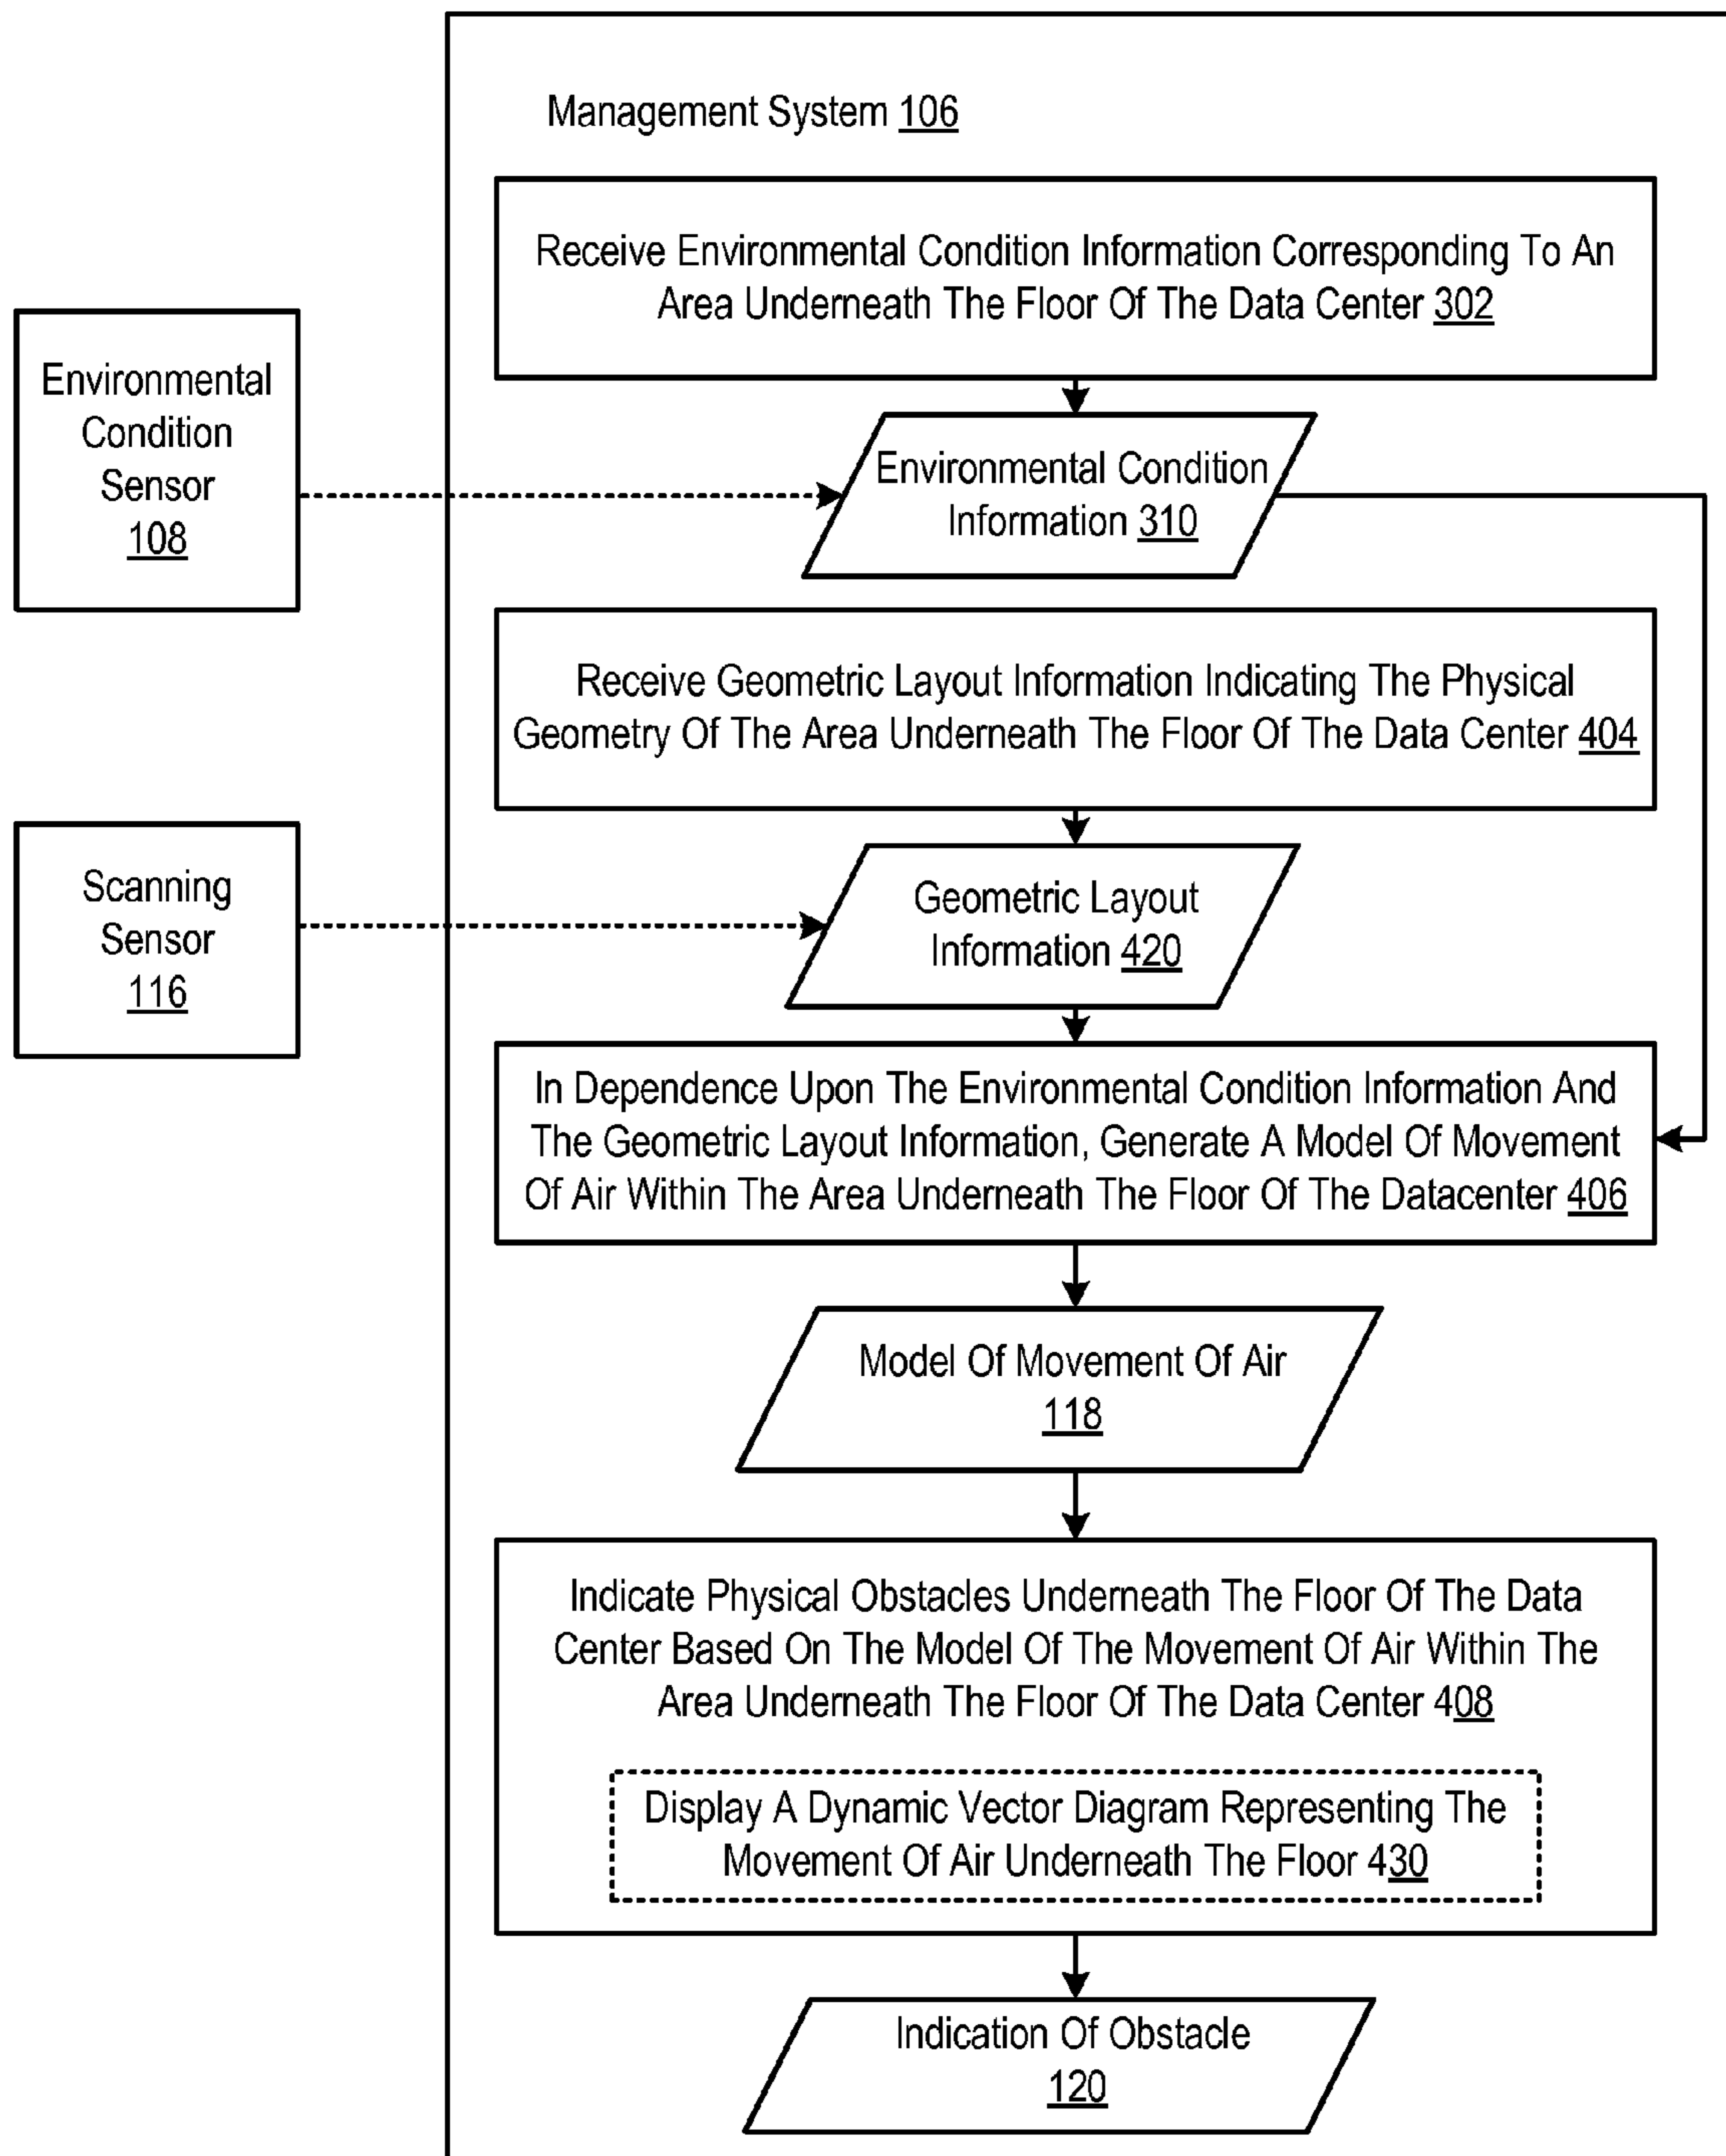 Management System 106
Receive Environmental Condition Information Corresponding To An
Area Underneath The Floor Of The Data Center 302
Environmental
Condition
Sensor
108
Environmental Condition
Information 310
Receive Geometric Layout Information Indicating The Physical
Geometry Of The Area Underneath The Floor Of The Data Center 404
Scanning
Sensor
116
Geometric Layout
Information 420
In Dependence Upon The Environmental Condition Information And
The Geometric Layout Information, Generate A Model Of Movement
Of Air Within The Area Underneath The Floor Of The Datacenter 406
Model Of Movement Of Air
118
Indicate Physical Obstacles Underneath The Floor Of The Data
Center Based On The Model Of The Movement Of Air Within The
Area Underneath The Floor Of The Data Center 408
Display A Dynamic Vector Diagram Representing The
Movement Of Air Underneath The Floor 430
Indication Of Obstacle
120